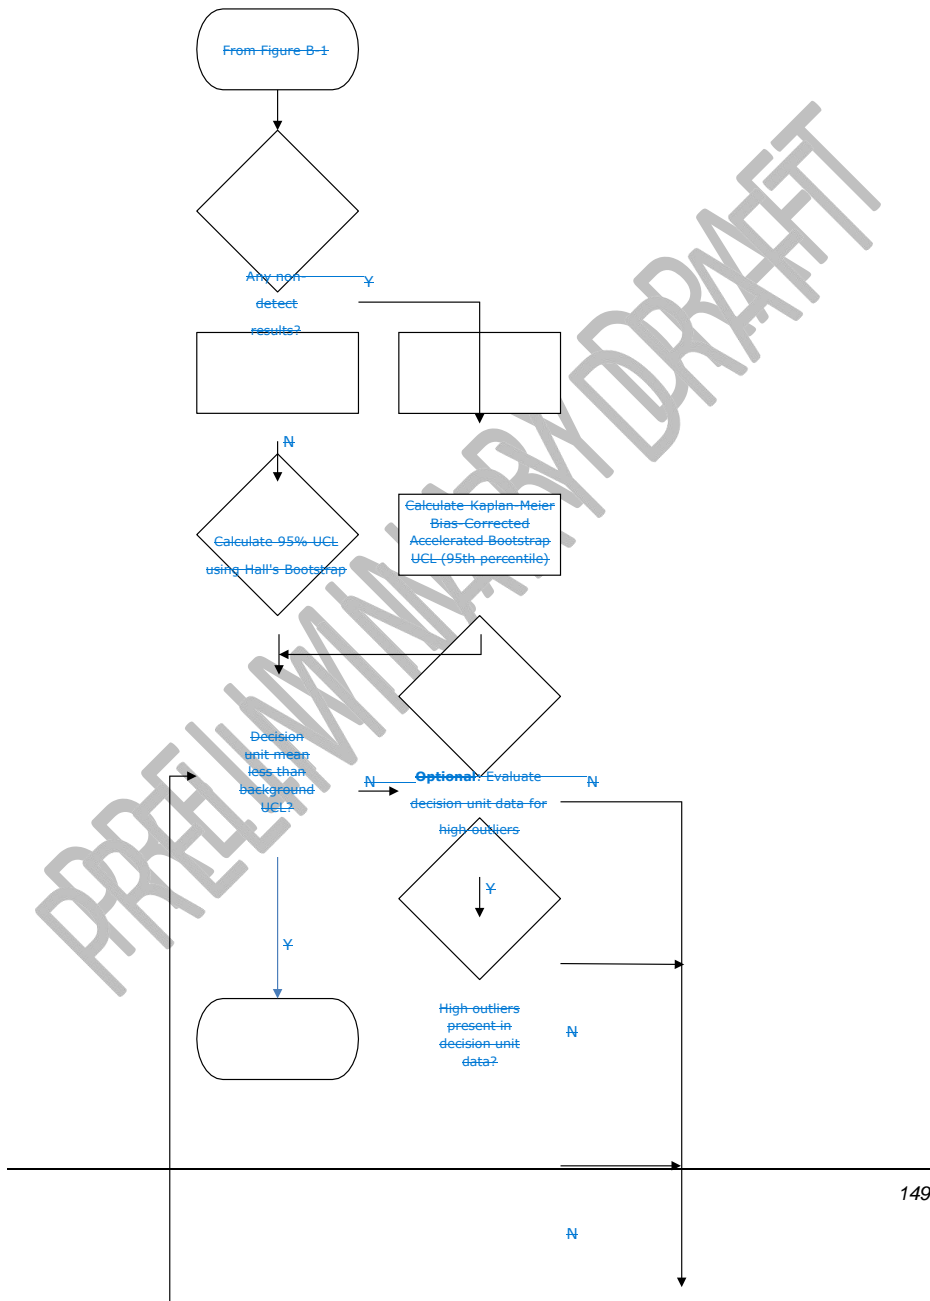 From Figure B-1
Any non-
Y
detect
results?
N
Calculate 95% UCL
using Hall's Bootstrap
Calculate Kaplan-Meier
Bias-Corrected
Accelerated Bootstrap
UCL (95th percentile)
Decision
unit mean
less than
background
UCL?
N
Optional: Evaluate
decision unit data for
high outliers
N
Y
Y
High outliers
present in
decision unit
data?
N
149
N
PRELIMINARY DRAFT